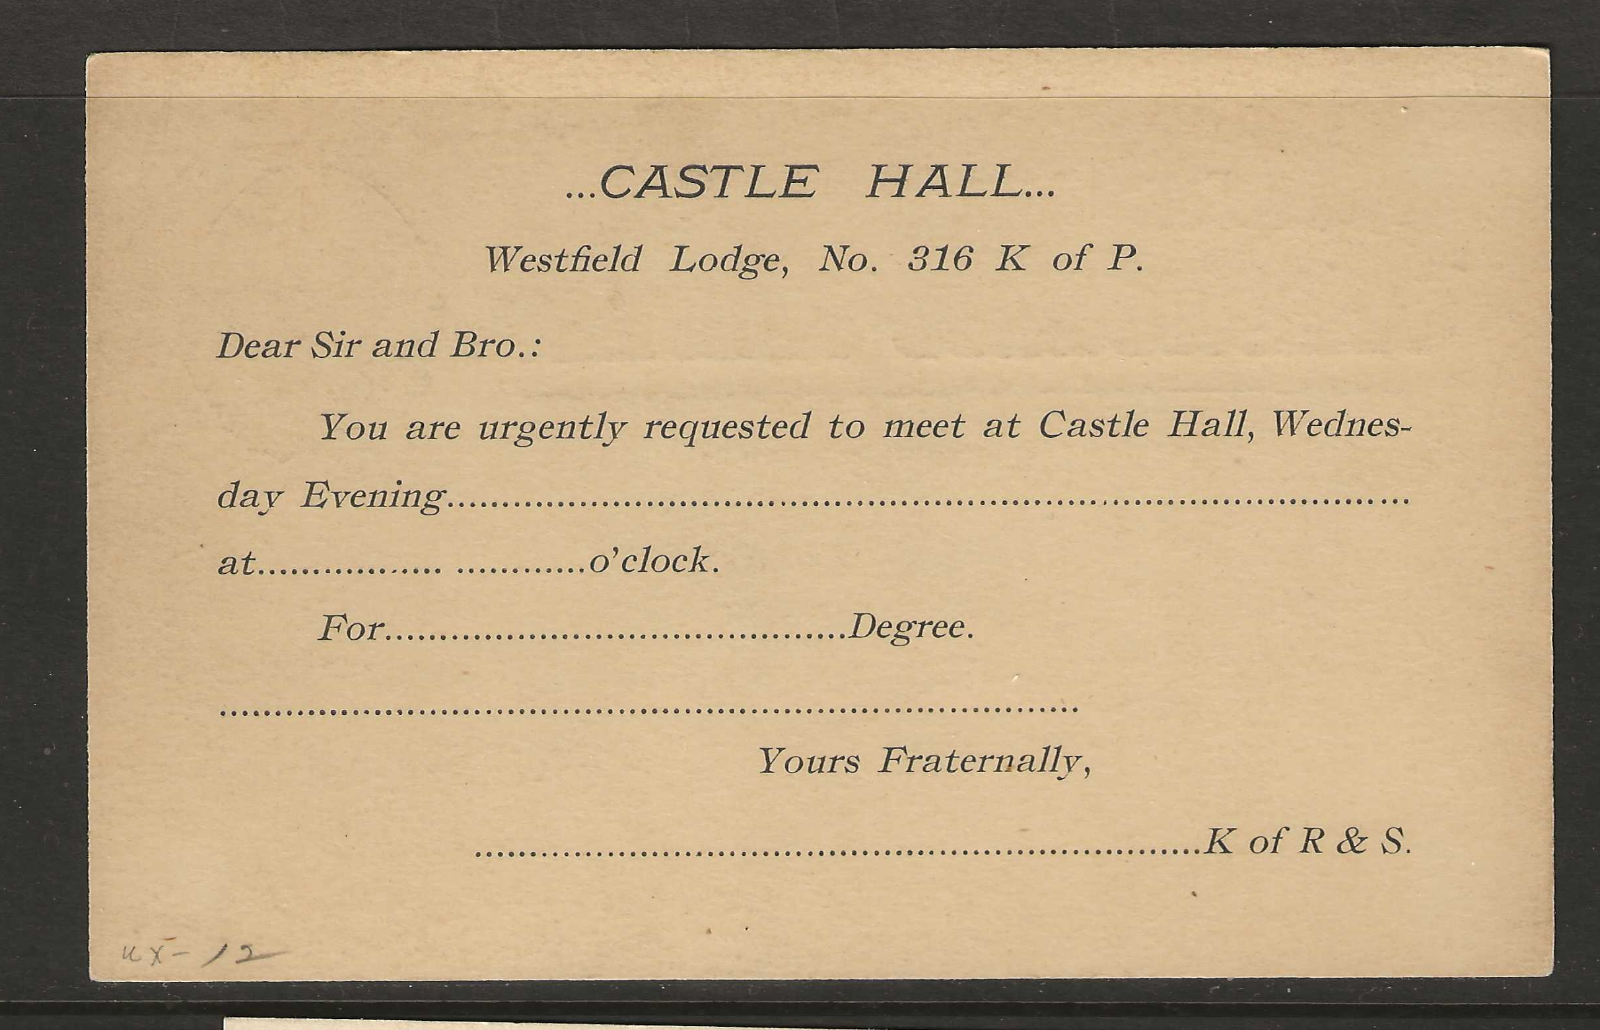 ...CASTLE HALL...
Westfield Lodge, No. 316 K of P.
Dear Sir and Bro.:
You are urgently requested to meet at Castle Hall, Wednes-
day Evening........................................................................................
at................. ............o'clock.
For..........................................Degree.
...............................................................................
Yours Fraternally,
...................................................................K of R & S.
ux-12